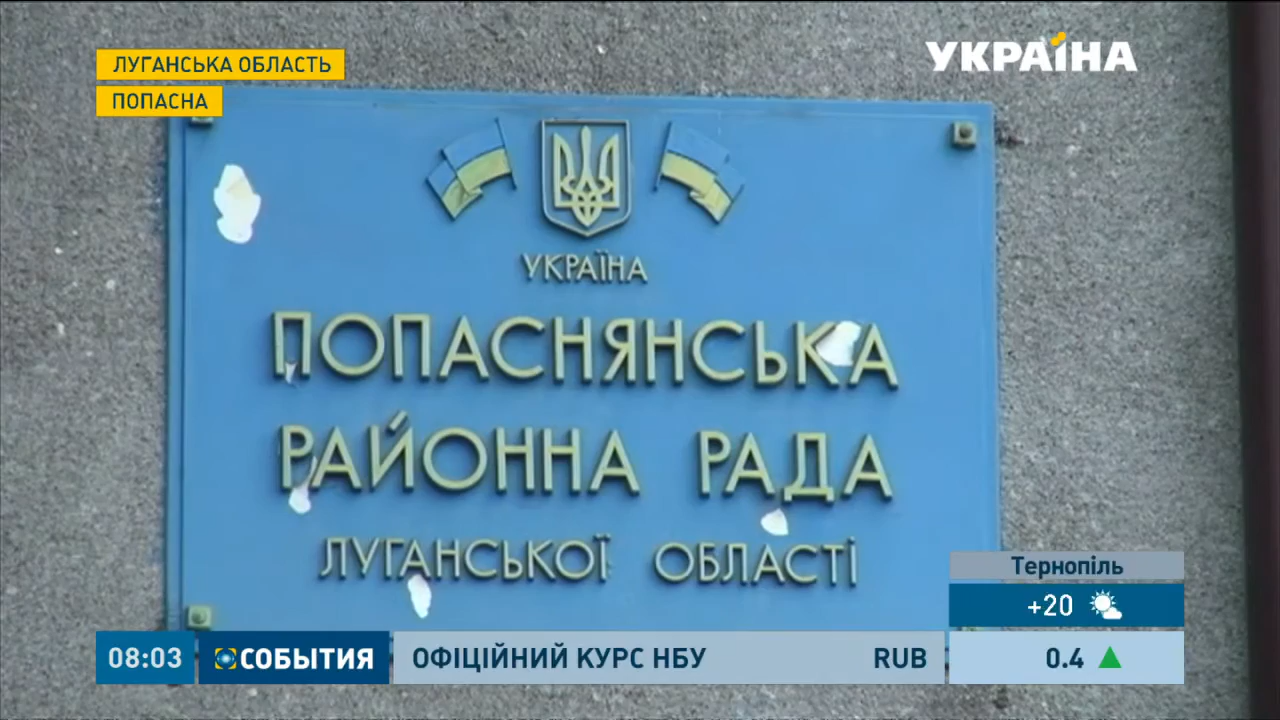 ЛУГАНСЬКА ОБЛАСТЬ
ПОПАСНА
УКРАЇНА
УКРАЇНА
ПОПАСНЯНСЬКА
РАЙОННА РАДА
ЛУГАНСЬКОЇ ОБЛАСТІ
Тернопіль
+20
08:03 СОБЫТИЯ ОФІЦІЙНИЙ КУРС НБУ RUB 0.4